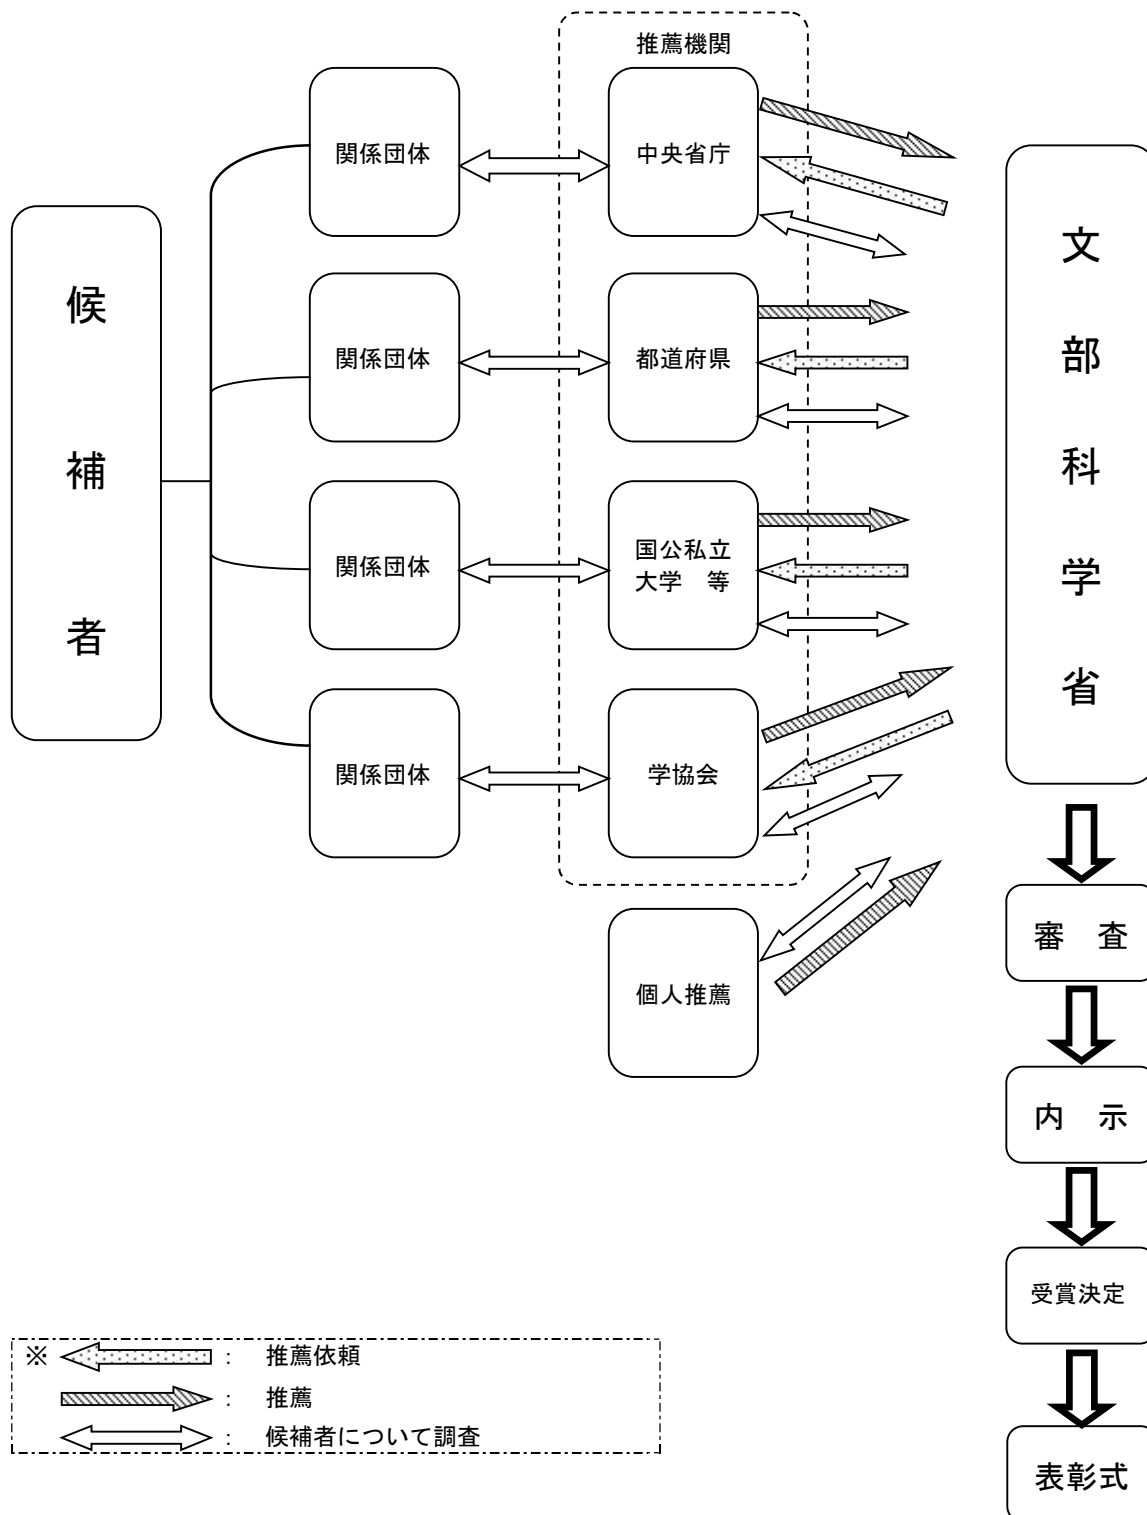 推薦機関
候補者
関係団体
中央省庁
文部科学省
関係団体
都道府県
関係団体
国公私立
大学　等
関係団体
学協会
個人推薦
審　査
内　示
受賞決定
表彰式
※　：　推薦依頼
：　推薦
：　候補者について調査